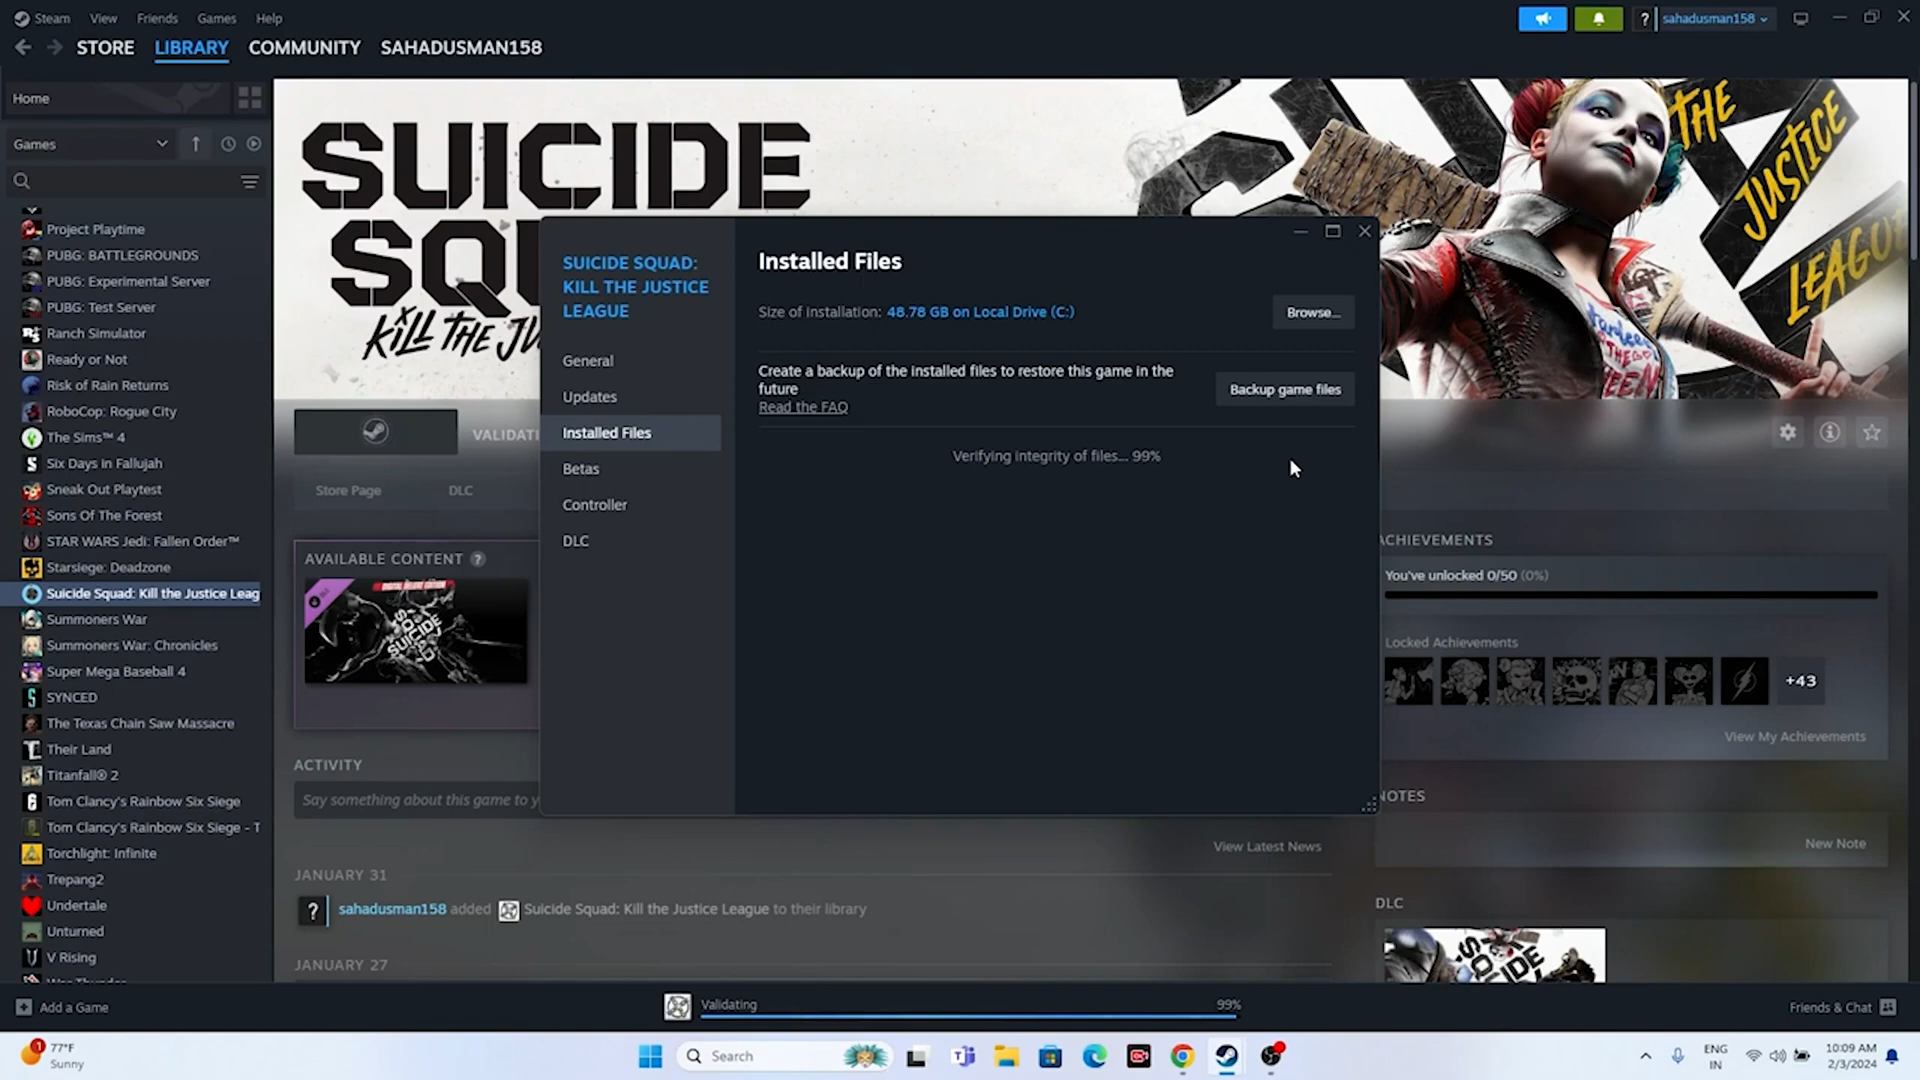 Steam View Friends Games Help
? sahadusman158
STORE LIBRARY COMMUNITY SAHADUSMAN158
Home
Games
Project Playtime
PUBG: BATTLEGROUNDS
PUBG: Experimental Server
PUBG: Test Server
Ranch Simulator
Ready or Not
Risk of Rain Returns
RoboCop: Rogue City
The Sims™ 4
Six Days in Fallujah
Sneak Out Playtest
Sons Of The Forest
STAR WARS Jedi: Fallen Order™
Starsiege: Deadzone
Suicide Squad: Kill the Justice Leag
Summoners War
Summoners War: Chronicles
Super Mega Baseball 4
SYNCED
The Texas Chain Saw Massacre
Their Land
Titanfall® 2
Tom Clancy's Rainbow Six Siege
Tom Clancy's Rainbow Six Siege - T
Torchlight: Infinite
Trepang2
Undertale
Unturned
V Rising
Add a Game
SUICIDE
SQ
KILL THE JU
THE
JUSTICE
LEAGU
VALIDATI
Store Page DLC
AVAILABLE CONTENT ?
DIGITAL DELUXE EDITION
SUICIDE
SQUAD
ACTIVITY
Say something about this game to y
View Latest News
JANUARY 31
? sahadusman158 added Suicide Squad: Kill the Justice League to their library
JANUARY 27
SUICIDE SQUAD:
KILL THE JUSTICE
LEAGUE
General
Updates
Installed Files
Betas
Controller
DLC
Installed Files
Size of Installation: 48.78 GB on Local Drive (C:)
Browse...
Create a backup of the installed files to restore this game in the
future
Read the FAQ
Backup game files
Verifying integrity of files... 99%
ACHIEVEMENTS
You've unlocked 0/50 (0%)
Locked Achievements
+43
View My Achievements
NOTES
New Note
DLC
Validating 99%
Friends & Chat
1
77°F
Sunny
Search
ENG
IN
10:09 AM
2/3/2024